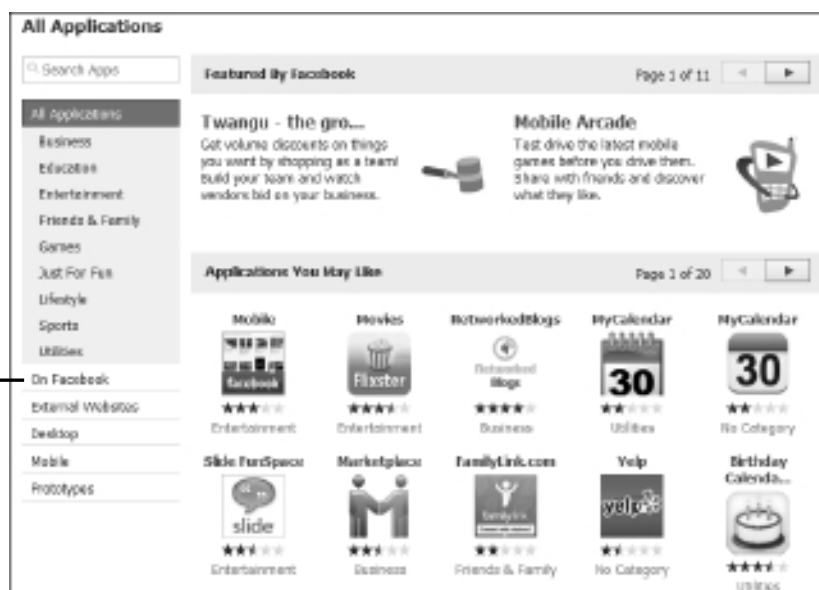 All Applications
Search Apps
All Applications
Business
Education
Entertainment
Friends & Family
Games
Just For Fun
Lifestyle
Sports
Utilities
On Facebook
External Websites
Desktop
Mobile
Prototypes
Featured By Facebook
Page 1 of 11
Twangu - the gro...
Get volume discounts on things
you want by shopping as a team!
Build your team and watch
vendors bid on your business.
Mobile Arcade
Test drive the latest mobile
games before you drive them.
Share with friends and discover
what they like.
Applications You May Like
Page 1 of 20
Mobile
facebook
Entertainment
Movies
Flixster
Entertainment
NetworkedBlogs
Networked
Blogs
Business
MyCalendar
30
Utilities
MyCalendar
30
No Category
Slide FunSpace
slide
Entertainment
Marketplace
Business
FamilyLink.com
familylink
Friends & Family
Yelp
yelp
No Category
Birthday
Calenda...
Utilities